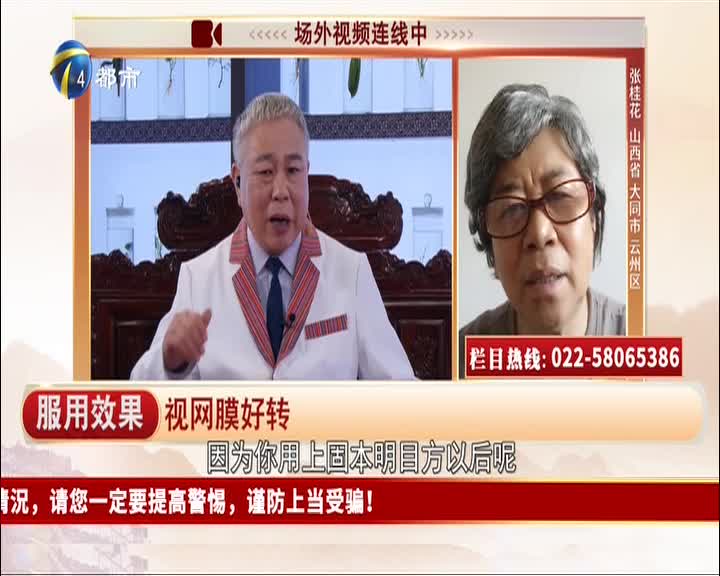 ‹‹‹‹‹ 场外视频连线中 ›››››
4 都市
张桂花 山西省 大同市 云州区
栏目热线: 022-58065386
服用效果 视网膜好转
因为你用上固本明目方以后呢
情况，请您一定要提高警惕，谨防上当受骗！